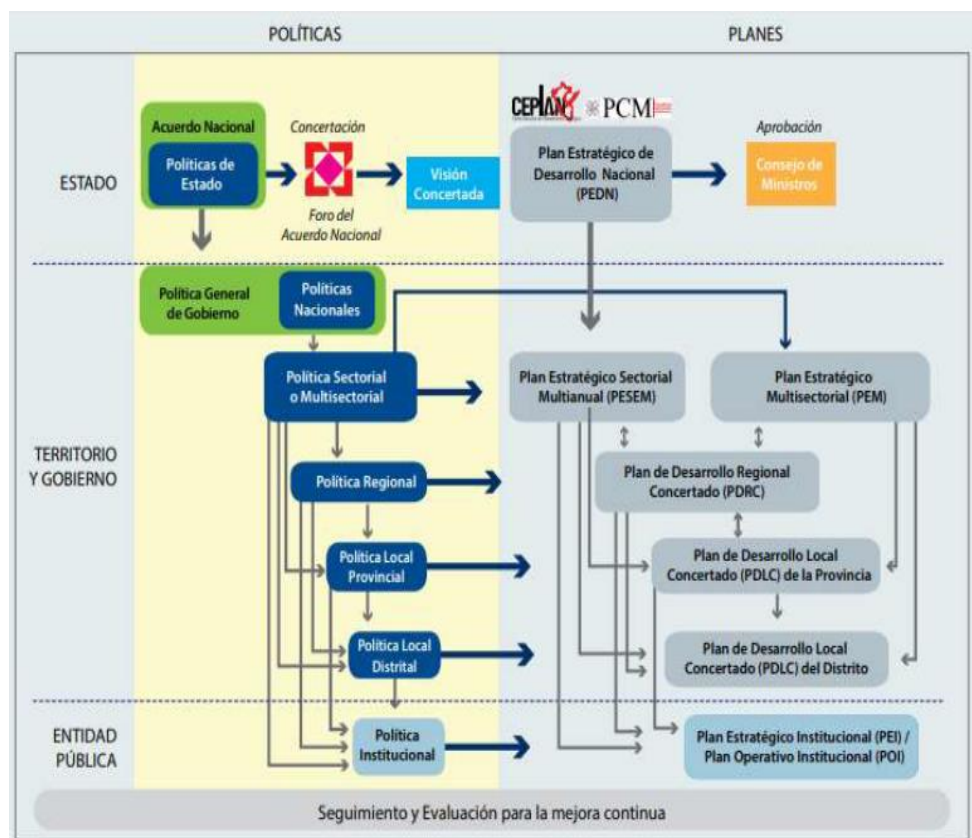 POLÍTICAS
PLANES
ESTADO
Acuerdo Nacional
Políticas de
Estado
Concertación
Foro del
Acuerdo Nacional
Visión
Concertada
CEPLAN
PCM
Plan Estratégico de
Desarrollo Nacional
(PEDN)
Aprobación
Consejo de
Ministros
TERRITORIO
Y GOBIERNO
Política General
de Gobierno
Políticas
Nacionales
Política Sectorial
o Multisectorial
Plan Estratégico Sectorial
Multianual (PESEM)
Plan Estratégico
Multisectorial (PEM)
Política Regional
Plan de Desarrollo Regional
Concertado (PDRC)
Política Local
Provincial
Plan de Desarrollo Local
Concertado (PDLC) de la Provincia
Política Local
Distrital
Plan de Desarrollo Local
Concertado (PDLC) del Distrito
ENTIDAD
PÚBLICA
Política
Institucional
Plan Estratégico Institucional (PEI) /
Plan Operativo Institucional (POI)
Seguimiento y Evaluación para la mejora continua